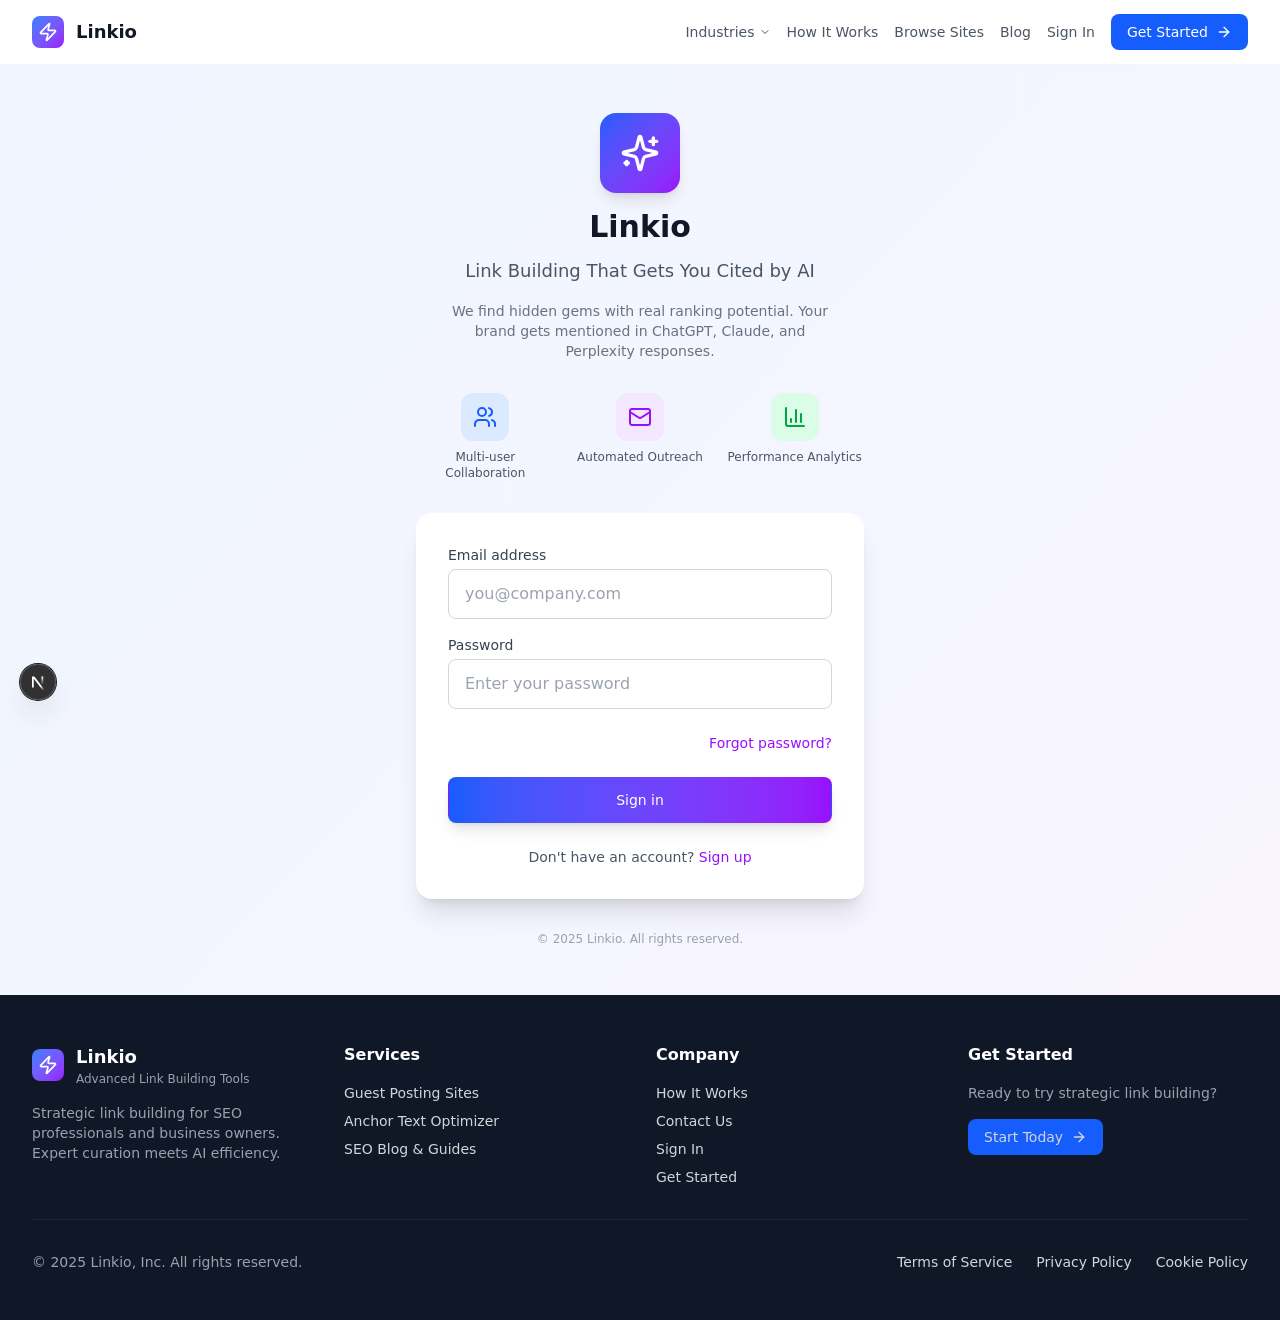 Linkio
Industries
How It Works
Browse Sites
Blog
Sign In
Get Started
Linkio
Link Building That Gets You Cited by AI
We find hidden gems with real ranking potential. Your
brand gets mentioned in ChatGPT, Claude, and
Perplexity responses.
Multi-user
Collaboration
Automated Outreach
Performance Analytics
Email address
you@company.com
Password
Enter your password
Forgot password?
Sign in
Don't have an account? Sign up
© 2025 Linkio. All rights reserved.
N
Linkio
Advanced Link Building Tools
Strategic link building for SEO
professionals and business owners.
Expert curation meets AI efficiency.
Services
Guest Posting Sites
Anchor Text Optimizer
SEO Blog & Guides
Company
How It Works
Contact Us
Sign In
Get Started
Get Started
Ready to try strategic link building?
Start Today
© 2025 Linkio, Inc. All rights reserved.
Terms of Service
Privacy Policy
Cookie Policy